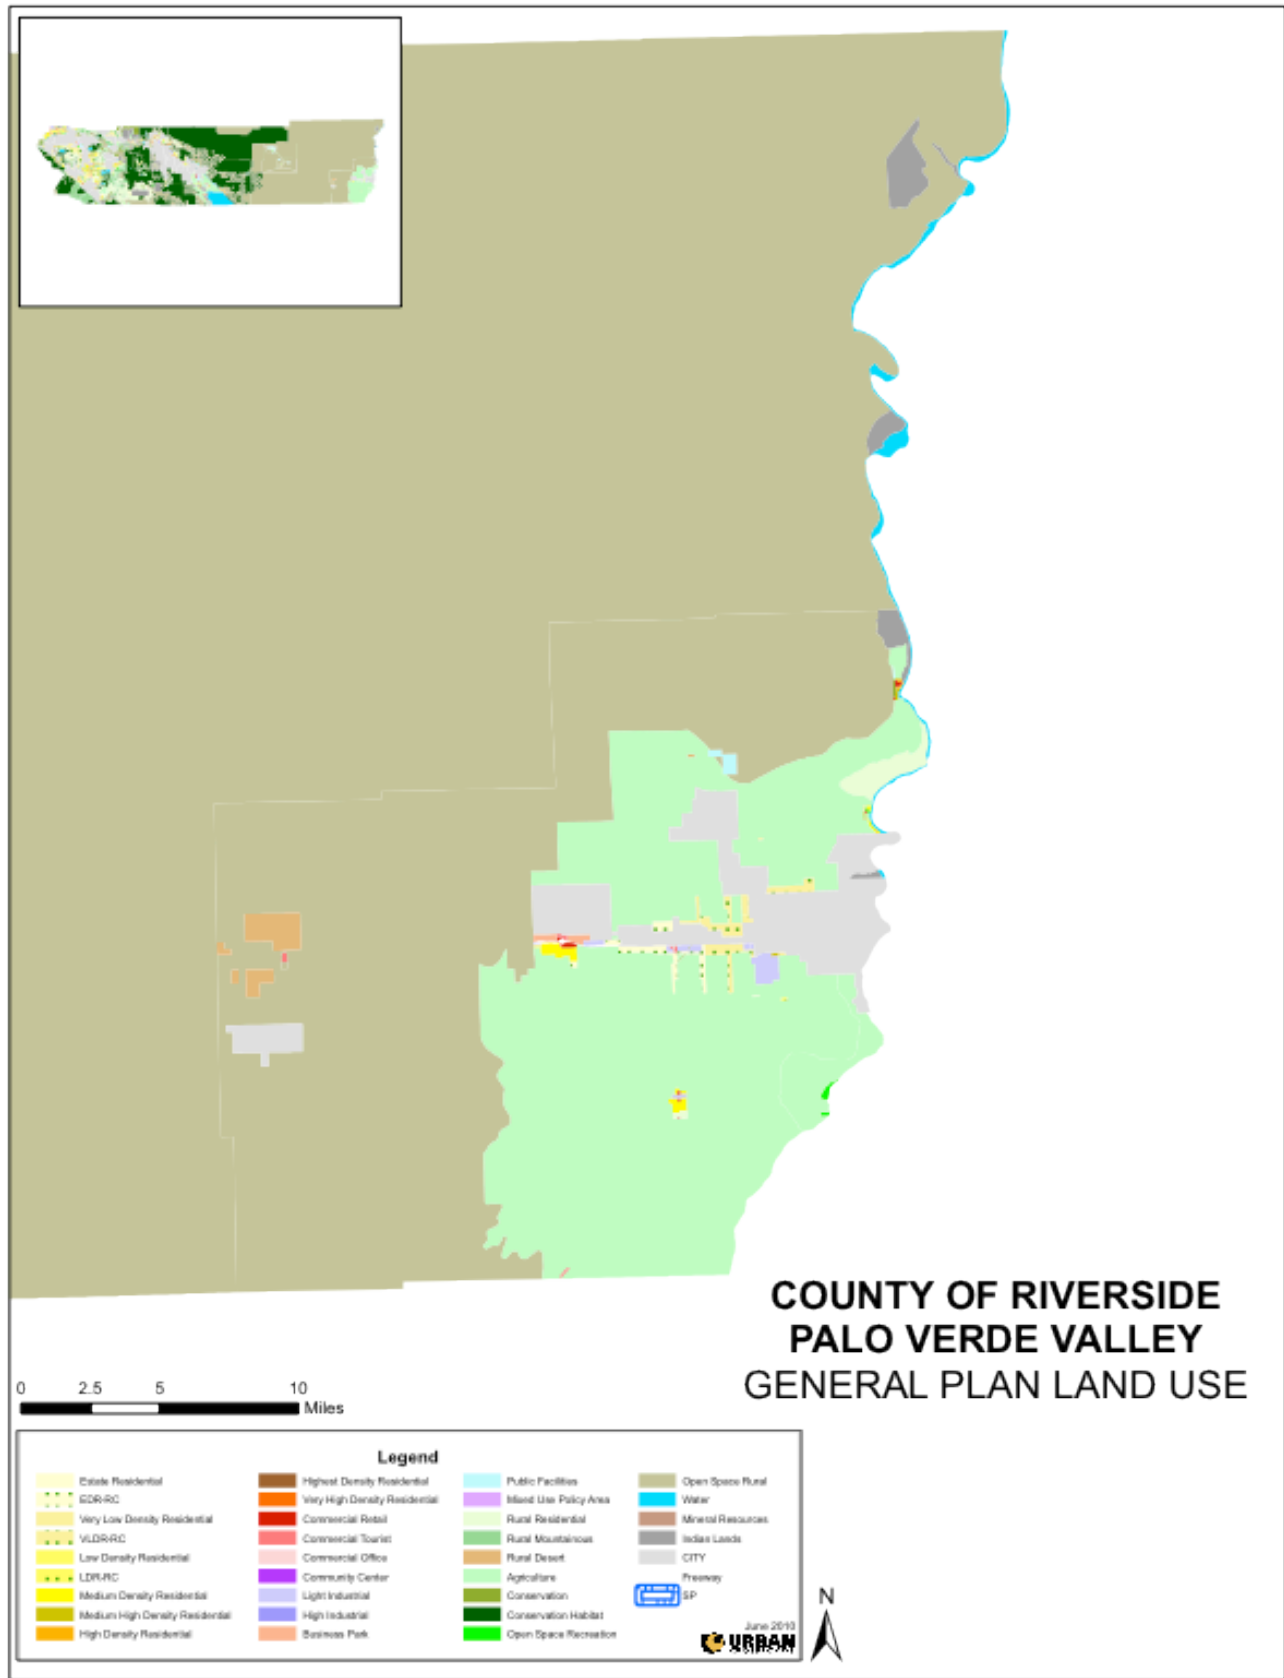 COUNTY OF RIVERSIDE
PALO VERDE VALLEY
GENERAL PLAN LAND USE
0 2.5 5 10
Miles
Legend
Estate Residential
EDR-RC
Very Low Density Residential
VLDR-RC
Low Density Residential
LDR-RC
Medium Density Residential
Medium High Density Residential
High Density Residential
Highest Density Residential
Very High Density Residential
Commercial Retail
Commercial Tourist
Commercial Office
Community Center
Light Industrial
High Industrial
Business Park
Public Facilities
Mixed Use Policy Area
Rural Residential
Rural Mountainous
Rural Desert
Agriculture
Conservation
Conservation Habitat
Open Space Recreation
Open Space Rural
Water
Mineral Resources
Indian Lands
CITY
Freeway
SP
June 2010
URBAN
N